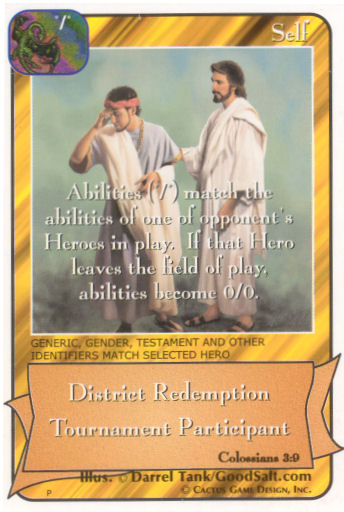 */*
Self
Abilities (*/*) match the
abilities of one of opponent's
Heroes in play. If that Hero
leaves the field of play,
abilities become 0/0.
GENERIC, GENDER, TESTAMENT AND OTHER
IDENTIFIERS MATCH SELECTED HERO
District Redemption
Tournament Participant
Colossians 3:9
Illus. © Darrel Tank/GoodSalt.com
P
© Cactus Game Design, Inc.